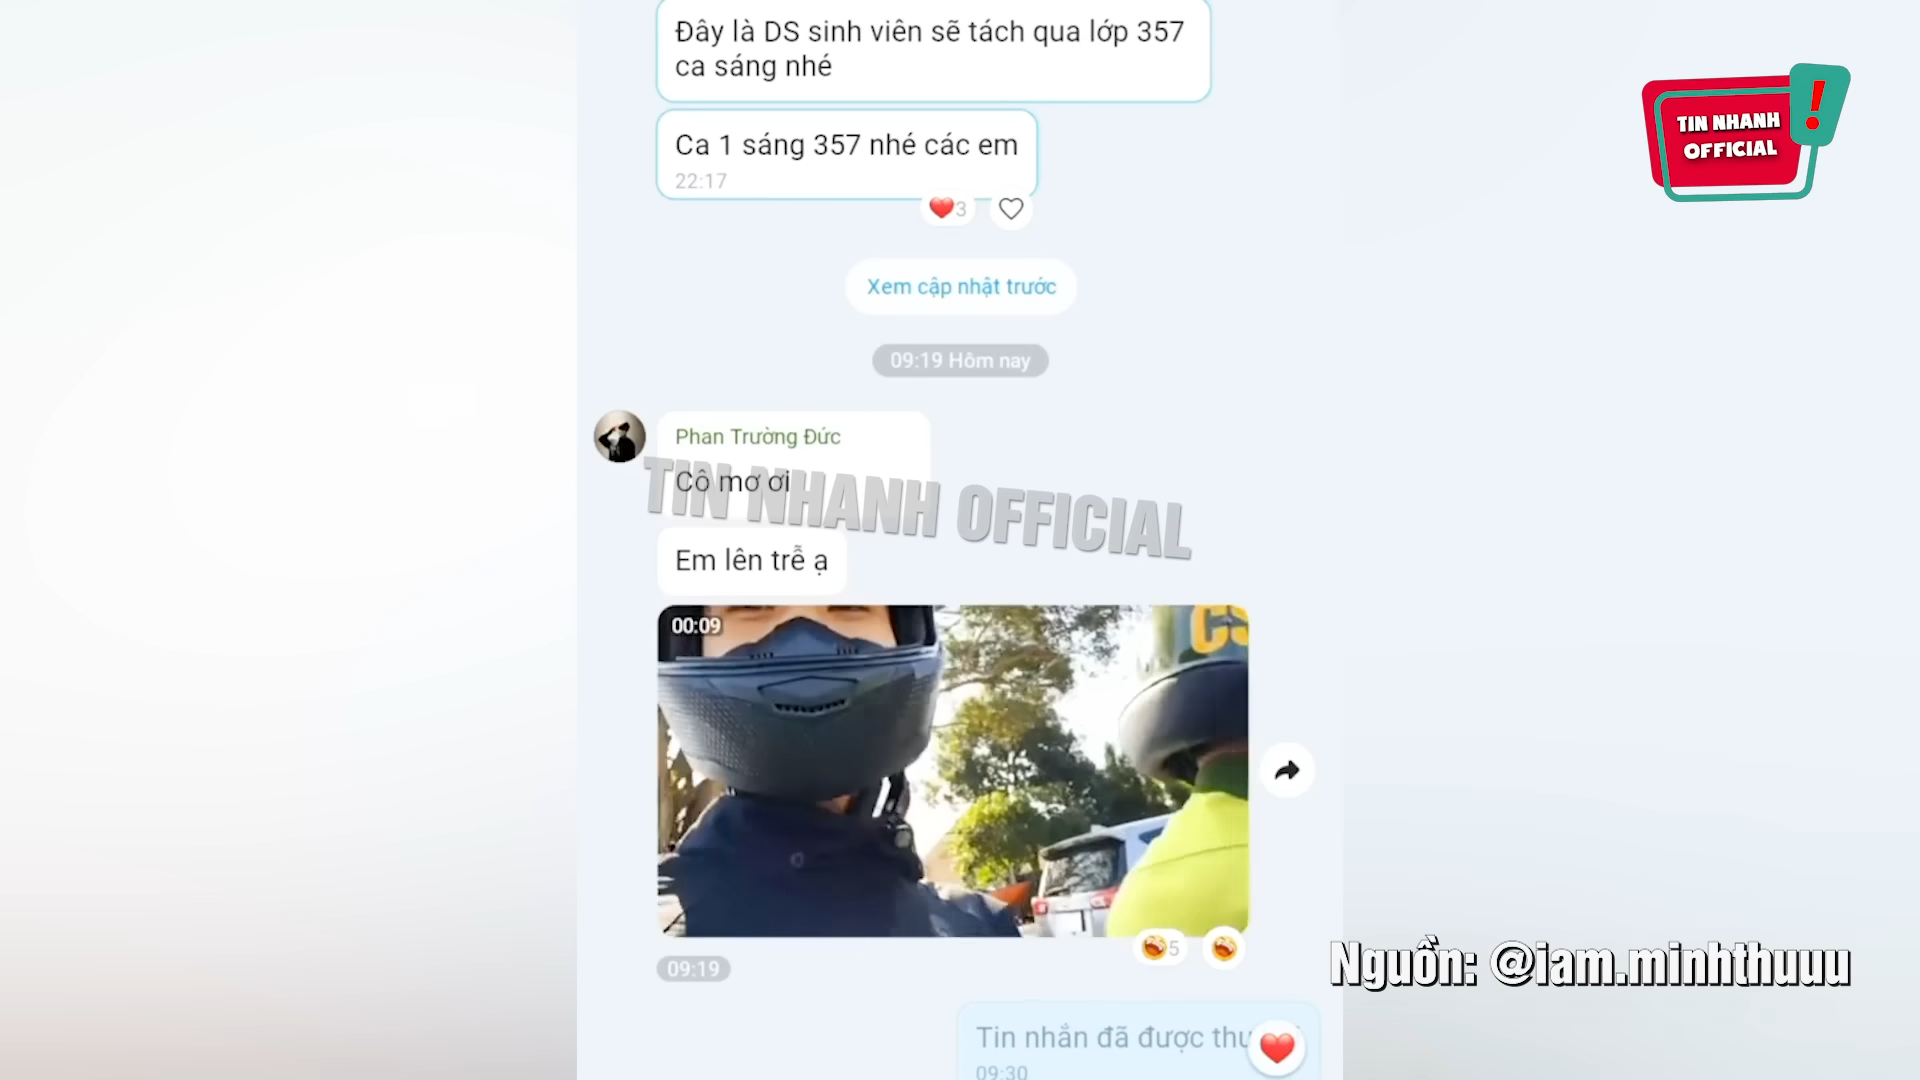 Đây là DS sinh viên sẽ tách qua lớp 357
ca sáng nhé
Ca 1 sáng 357 nhé các em
22:17
3
Xem cập nhật trước
09:19 Hôm nay
Phan Trường Đức
Cô mơ ơi
Em lên trễ ạ
00:09
5
09:19
Tin nhắn đã được thu
09:30
TIN NHANH OFFICIAL
TIN NHANH
OFFICIAL
!
Nguồn: @iam.minhthuuu